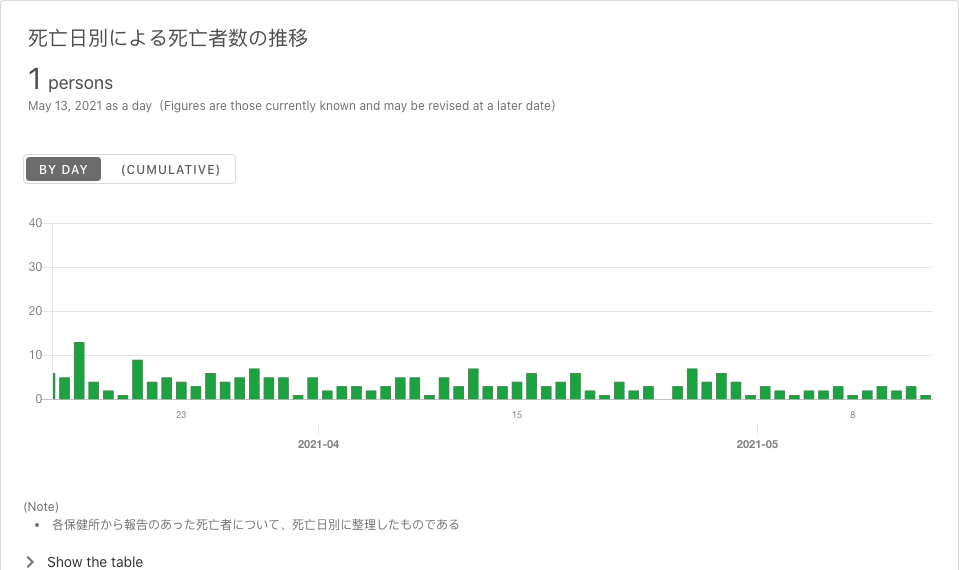 死亡日別による死亡者数の推移
1 persons
May 13, 2021 as a day（Figures are those currently known and may be revised at a later date）
BY DAY (CUMULATIVE)
40
30
20
10
0
23 15 8
2021-04 2021-05
(Note)
• 各保健所から報告のあった死亡者について、死亡日別に整理したものである
Show the table